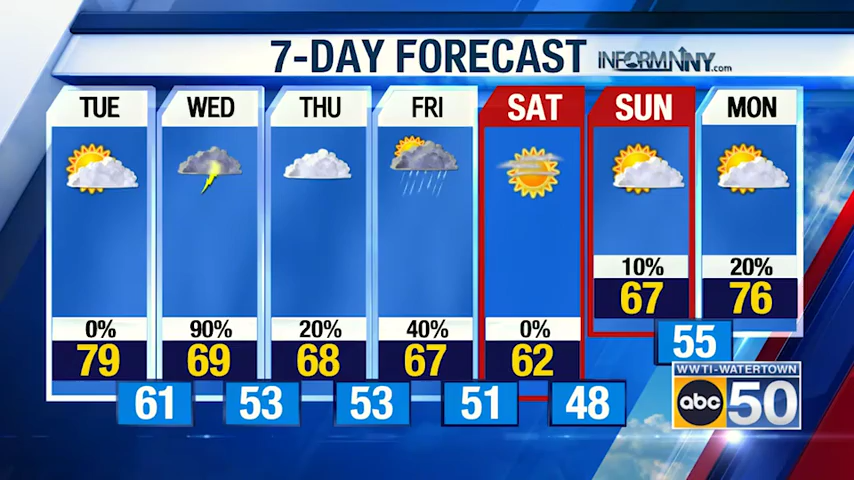 7-DAY FORECAST
INFORMNNY.com
TUE WED THU FRI SAT SUN MON
10% 20%
67 76
0% 90% 20% 40% 0%
79 69 68 67 62
55
61 53 53 51 48
WWTI-WATERTOWN
abc 50